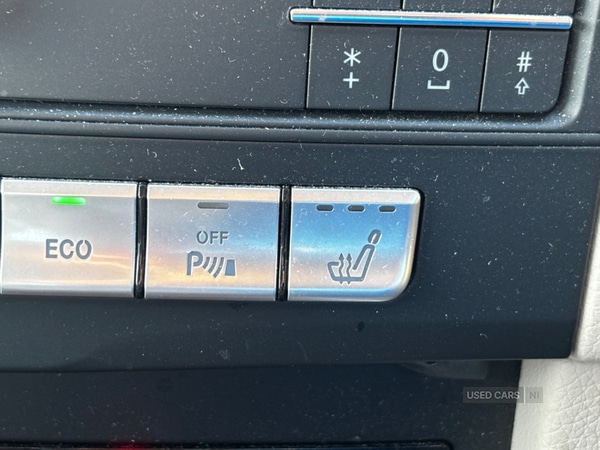 * 0 #
+ ␣ ⇧
ECO
OFF
P
USED CARS NI